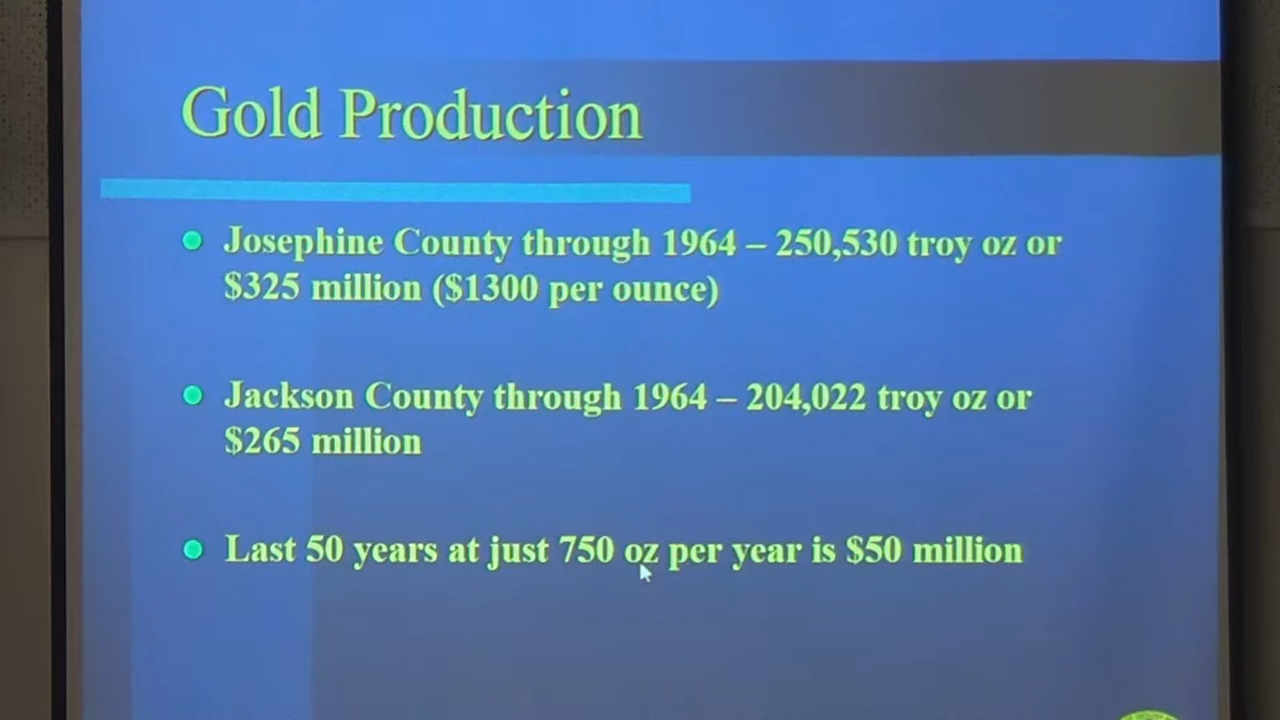 Gold Production
Josephine County through 1964 – 250,530 troy oz or
$325 million ($1300 per ounce)
Jackson County through 1964 – 204,022 troy oz or
$265 million
Last 50 years at just 750 oz per year is $50 million